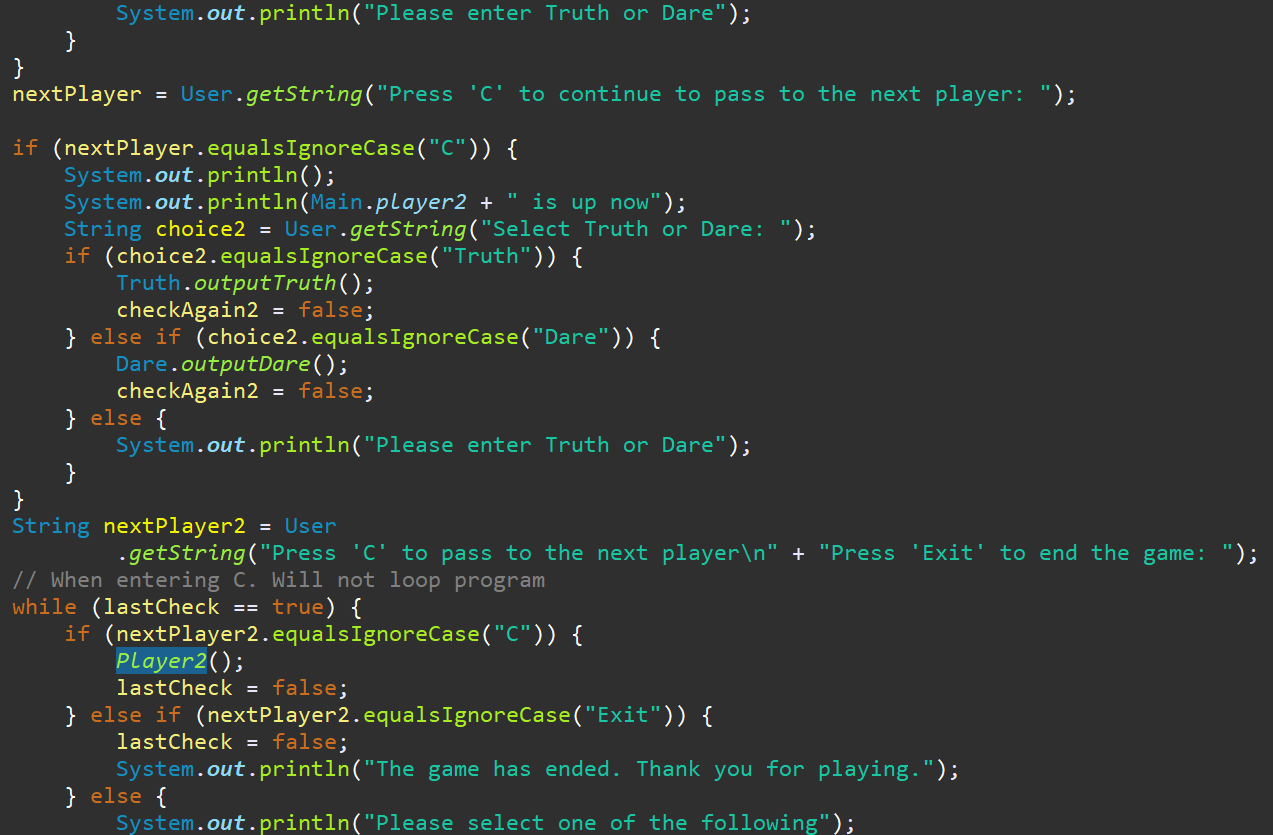 System.out.println("Please enter Truth or Dare");
}
}
nextPlayer = User.getString("Press 'C' to continue to pass to the next player: ");
if (nextPlayer.equalsIgnoreCase("C")) {
System.out.println();
System.out.println(Main.player2 + " is up now");
String choice2 = User.getString("Select Truth or Dare: ");
if (choice2.equalsIgnoreCase("Truth")) {
Truth.outputTruth();
checkAgain2 = false;
} else if (choice2.equalsIgnoreCase("Dare")) {
Dare.outputDare();
checkAgain2 = false;
} else {
System.out.println("Please enter Truth or Dare");
}
}
String nextPlayer2 = User
.getString("Press 'C' to pass to the next player\n" + "Press 'Exit' to end the game: ");
// When entering C. Will not loop program
while (lastCheck == true) {
if (nextPlayer2.equalsIgnoreCase("C")) {
Player2();
lastCheck = false;
} else if (nextPlayer2.equalsIgnoreCase("Exit")) {
lastCheck = false;
System.out.println("The game has ended. Thank you for playing.");
} else {
System.out.println("Please select one of the following");